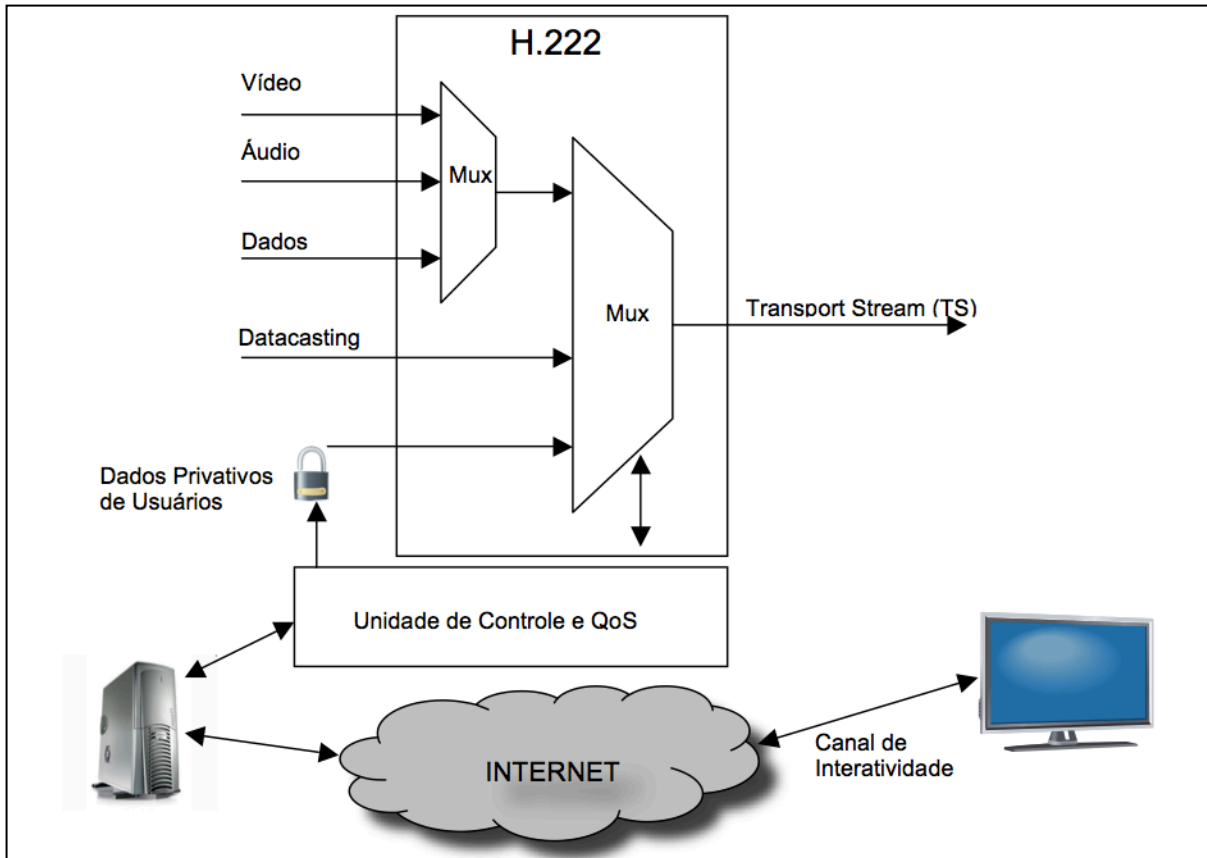 H.222
Vídeo
Áudio
Mux
Dados
Mux
Transport Stream (TS)
Datacasting
Dados Privativos
de Usuários
Unidade de Controle e QoS
Canal de
Interatividade
INTERNET